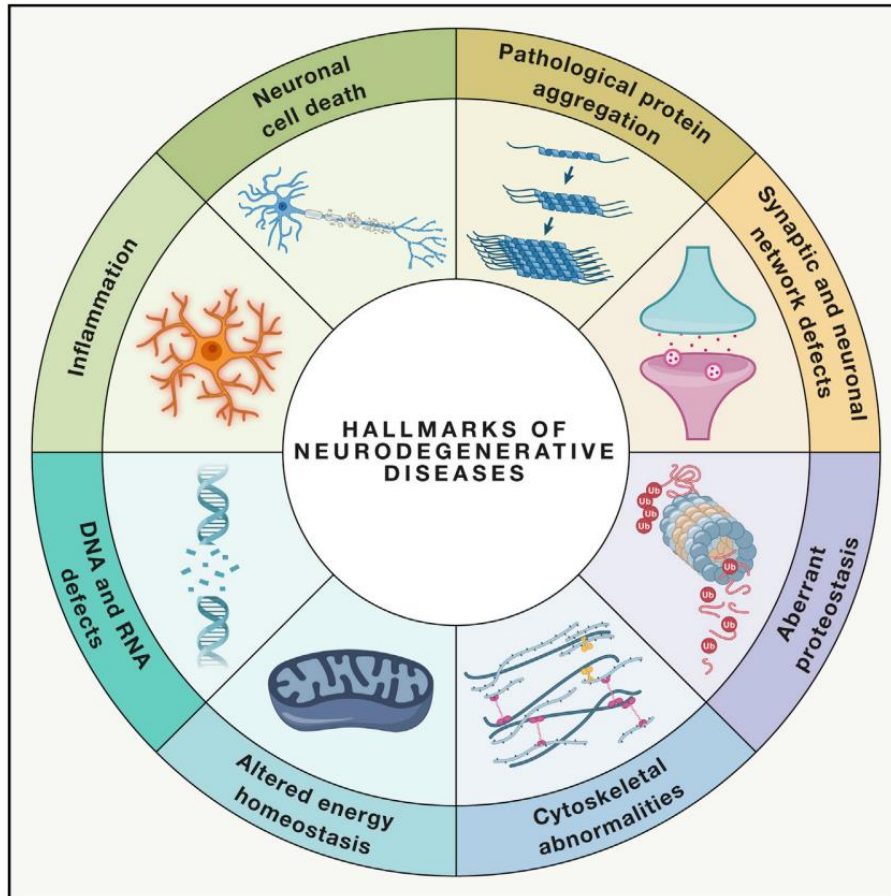 Neuronal
cell death
Pathological protein
aggregation
Synaptic and neuronal
network defects
Aberrant
proteostasis
Cytoskeletal
abnormalities
Altered energy
homeostasis
DNA and RNA
defects
Inflammation
HALLMARKS OF
NEURODEGENERATIVE
DISEASES
Ub
Ub
Ub
Ub
Ub
Ub
Ub
Ub